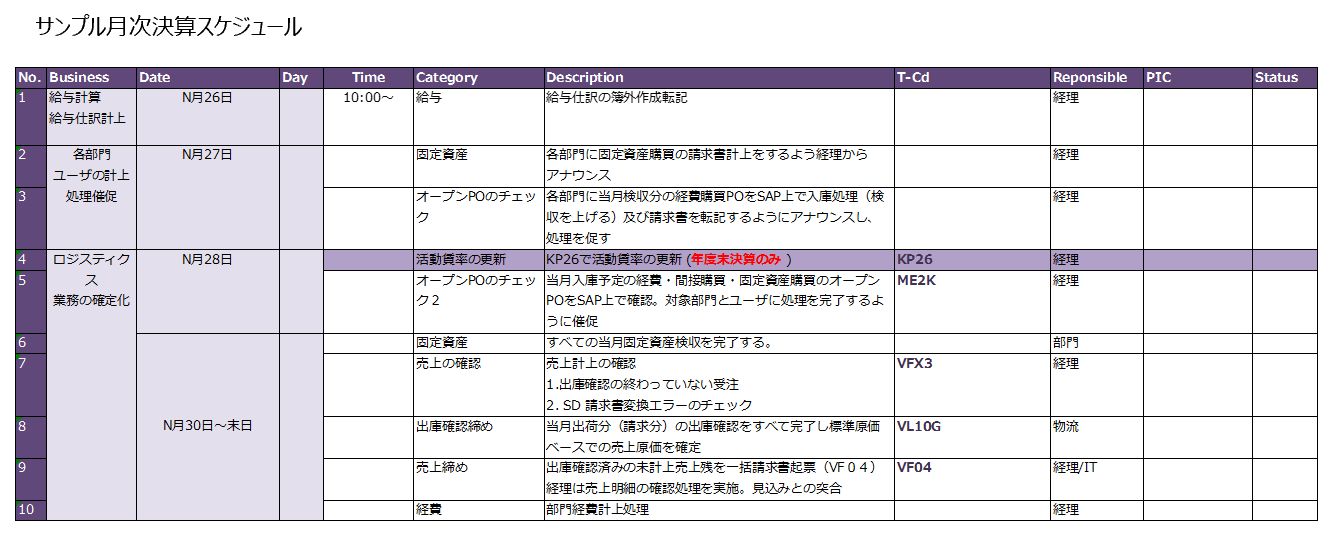 サンプル月次決算スケジュール
No. Business Date Day Time Category Description T-Cd Reponsible PIC Status
1 給与計算 N月26日 10:00～ 給与 給与仕訳の簿外作成転記 経理
給与仕訳計上
2 各部門 N月27日 固定資産 各部門に固定資産購買の請求書計上をするよう経理から 経理
ユーザの計上 アナウンス
3 処理催促 オープンPOのチェッ 各部門に当月検収分の経費購買POをSAP上で入庫処理（検 経理
ク 収を上げる）及び請求書を転記するようにアナウンスし、
処理を促す
4 ロジスティク N月28日 活動賃率の更新 KP26で活動賃率の更新 (年度末決算のみ ) KP26 経理
5 ス オープンPOのチェッ 当月入庫予定の経費・間接購買・固定資産購買のオープン ME2K 経理
業務の確定化 ク２ POをSAP上で確認。対象部門とユーザに処理を完了するよ
うに催促
6 固定資産 すべての当月固定資産検収を完了する。 部門
7 売上の確認 売上計上の確認 VFX3 経理
1.出庫確認の終わっていない受注
2. SD 請求書変換エラーのチェック
8 N月30日～末日 出庫確認締め 当月出荷分（請求分）の出庫確認をすべて完了し標準原価 VL10G 物流
ベースでの売上原価を確定
9 売上締め 出庫確認済みの未計上売上残を一括請求書起票（VF０４） VF04 経理/IT
経理は売上明細の確認処理を実施。見込みとの突合
10 経費 部門経費計上処理 経理